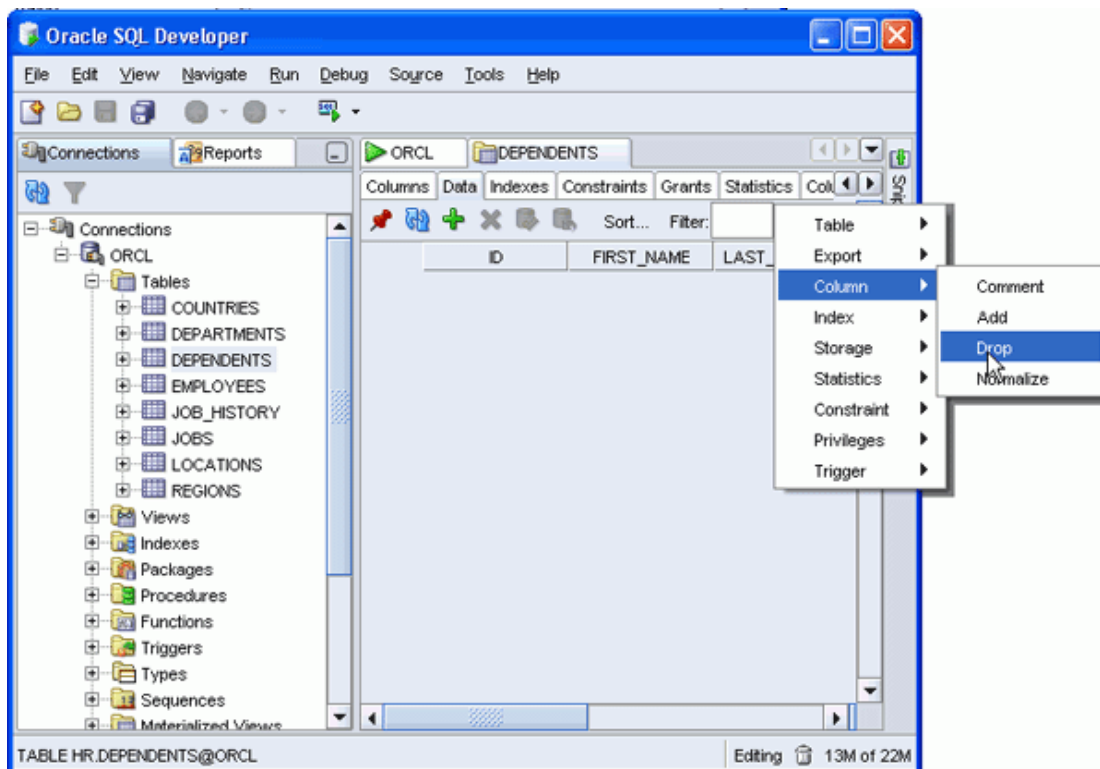 Oracle SQL Developer
File Edit View Navigate Run Debug Source Tools Help
Connections Reports
ORCL DEPENDENTS
Columns Data Indexes Constraints Grants Statistics
Sort... Filter:
ID FIRST_NAME LAST_
Connections
ORCL
Tables
COUNTRIES
DEPARTMENTS
DEPENDENTS
EMPLOYEES
JOB_HISTORY
JOBS
LOCATIONS
REGIONS
Views
Indexes
Packages
Procedures
Functions
Triggers
Types
Sequences
Materialized Views
Table
Export
Column
Index
Storage
Statistics
Constraint
Privileges
Trigger
Comment
Add
Drop
Normalize
TABLE HR.DEPENDENTS@ORCL
Editing 13M of 22M